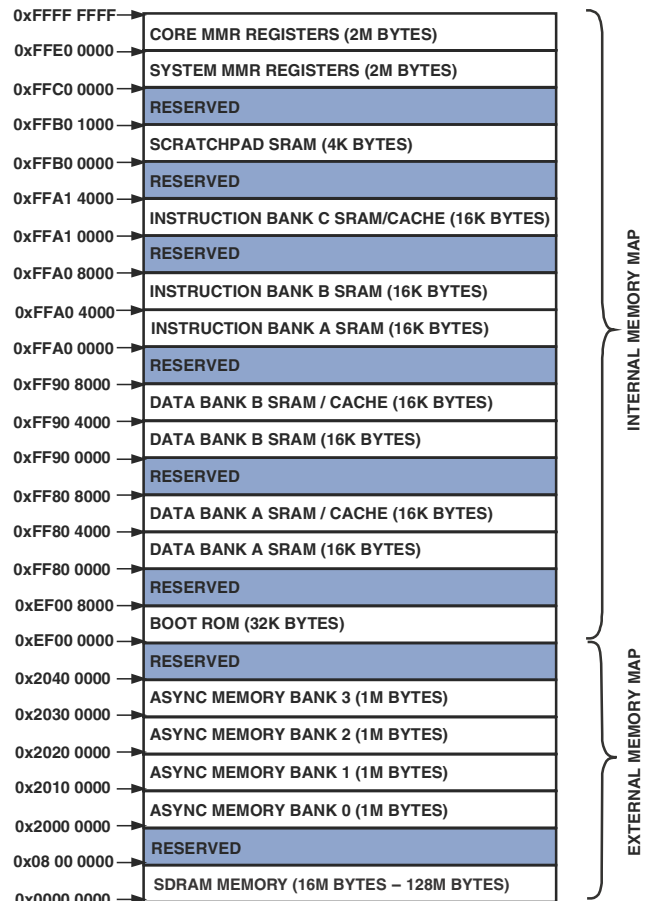 0xFFFF FFFF
CORE MMR REGISTERS (2M BYTES)
0xFFE0 0000
SYSTEM MMR REGISTERS (2M BYTES)
0xFFC0 0000
RESERVED
0xFFB0 1000
SCRATCHPAD SRAM (4K BYTES)
0xFFB0 0000
RESERVED
0xFFA1 4000
INSTRUCTION BANK C SRAM/CACHE (16K BYTES)
0xFFA1 0000
RESERVED
0xFFA0 8000
INSTRUCTION BANK B SRAM (16K BYTES)
0xFFA0 4000
INSTRUCTION BANK A SRAM (16K BYTES)
0xFFA0 0000
RESERVED
0xFF90 8000
DATA BANK B SRAM / CACHE (16K BYTES)
0xFF90 4000
DATA BANK B SRAM (16K BYTES)
0xFF90 0000
RESERVED
0xFF80 8000
DATA BANK A SRAM / CACHE (16K BYTES)
0xFF80 4000
DATA BANK A SRAM (16K BYTES)
0xFF80 0000
RESERVED
0xEF00 8000
BOOT ROM (32K BYTES)
0xEF00 0000
RESERVED
0x2040 0000
ASYNC MEMORY BANK 3 (1M BYTES)
0x2030 0000
ASYNC MEMORY BANK 2 (1M BYTES)
0x2020 0000
ASYNC MEMORY BANK 1 (1M BYTES)
0x2010 0000
ASYNC MEMORY BANK 0 (1M BYTES)
0x2000 0000
RESERVED
0x08 00 0000
SDRAM MEMORY (16M BYTES – 128M BYTES)
0x0000 0000
INTERNAL MEMORY MAP
EXTERNAL MEMORY MAP